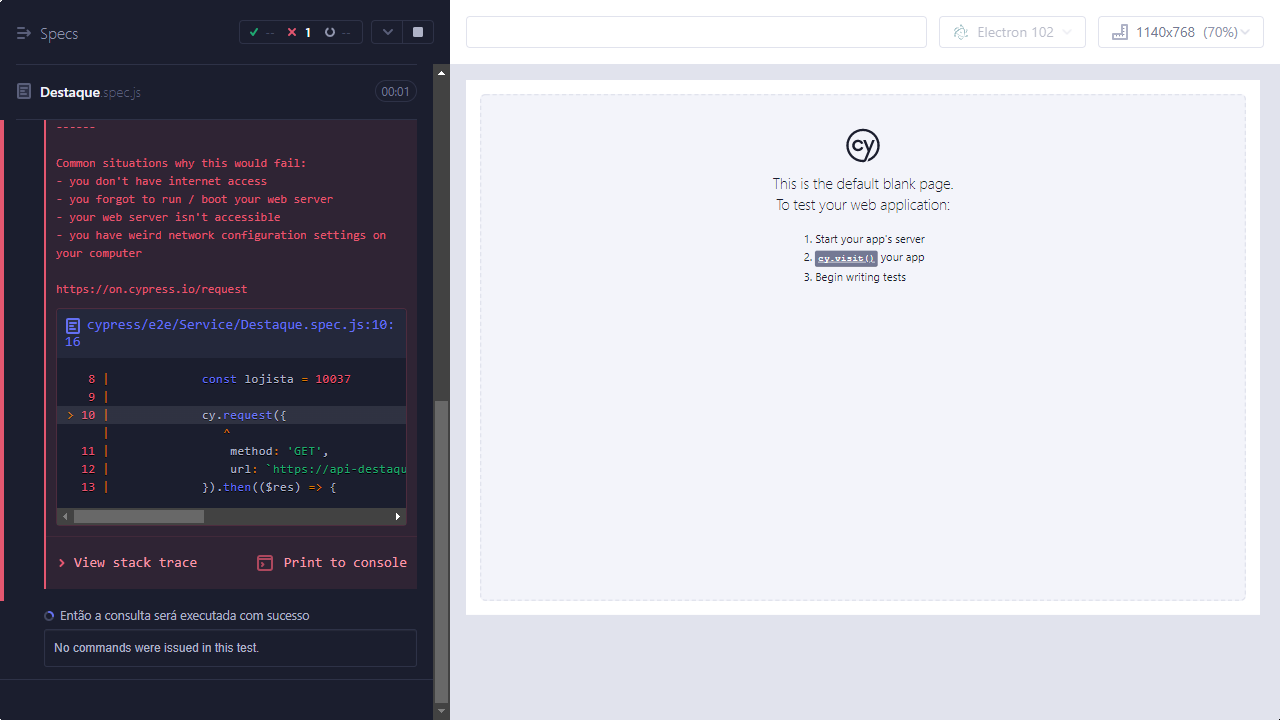 Specs
-- 1 --
Electron 102
1140x768 (70%)
Destaque.spec.js
00:01
------
Common situations why this would fail:
- you don't have internet access
- you forgot to run / boot your web server
- your web server isn't accessible
- you have weird network configuration settings on
your computer
https://on.cypress.io/request
cypress/e2e/Service/Destaque.spec.js:10:
16
8 | const lojista = 10037
9 |
> 10 | cy.request({
| ^
11 | method: 'GET',
12 | url: `https://api-destaqu
13 | }).then(($res) => {
View stack trace
Print to console
Então a consulta será executada com sucesso
No commands were issued in this test.
cy
This is the default blank page.
To test your web application:
1. Start your app's server
2. cy.visit() your app
3. Begin writing tests